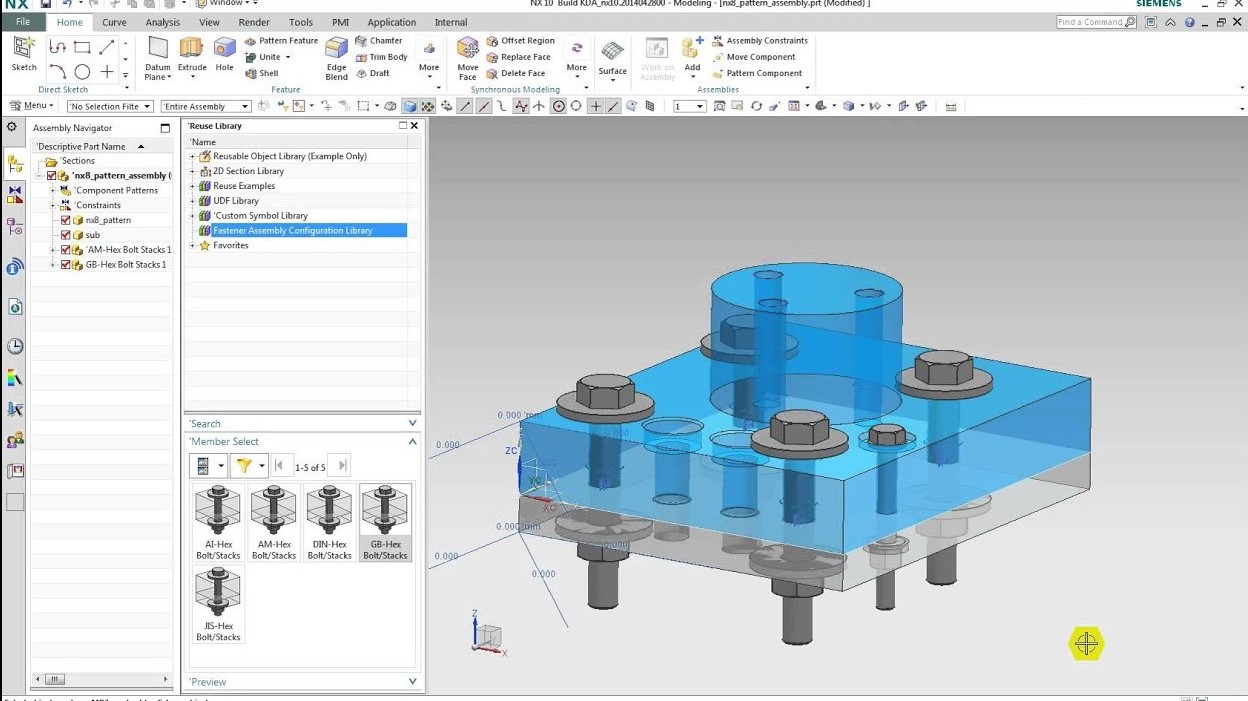 NX
Window
NX 10 Build KDA_nx10.2014042800 - Modeling - [nx8_pattern_assembly.prt (Modified) ]
SIEMENS
File Home Curve Analysis View Render Tools PMI Application Internal
Find a Command
Sketch
Datum Plane
Extrude
Hole
Pattern Feature
Unite
Shell
Edge Blend
Chamfer
Trim Body
Draft
More
Move Face
Offset Region
Replace Face
Delete Face
More
Surface
Work on Assembly
Add
Assembly Constraints
Move Component
Pattern Component
Direct Sketch
Feature
Synchronous Modeling
Assemblies
Menu
'No Selection Filte
'Entire Assembly
1
Assembly Navigator
'Descriptive Part Name
'Sections
'nx8_pattern_assembly (
'Component Patterns
'Constraints
nx8_pattern
sub
'AM-Hex Bolt Stacks 1
GB-Hex Bolt Stacks 1
'Reuse Library
'Name
Reusable Object Library (Example Only)
2D Section Library
Reuse Examples
UDF Library
'Custom Symbol Library
Fastener Assembly Configuration Library
Favorites
'Search
'Member Select
1-5 of 5
AI-Hex Bolt/Stacks
AM-Hex Bolt/Stacks
DIN-Hex Bolt/Stacks
GB-Hex Bolt/Stacks
JIS-Hex Bolt/Stacks
'Preview
0.000 'mm
0.000
0.000
ZC
YC
XC
0.000 'mm
0.000
0.000
0.000
Z
X